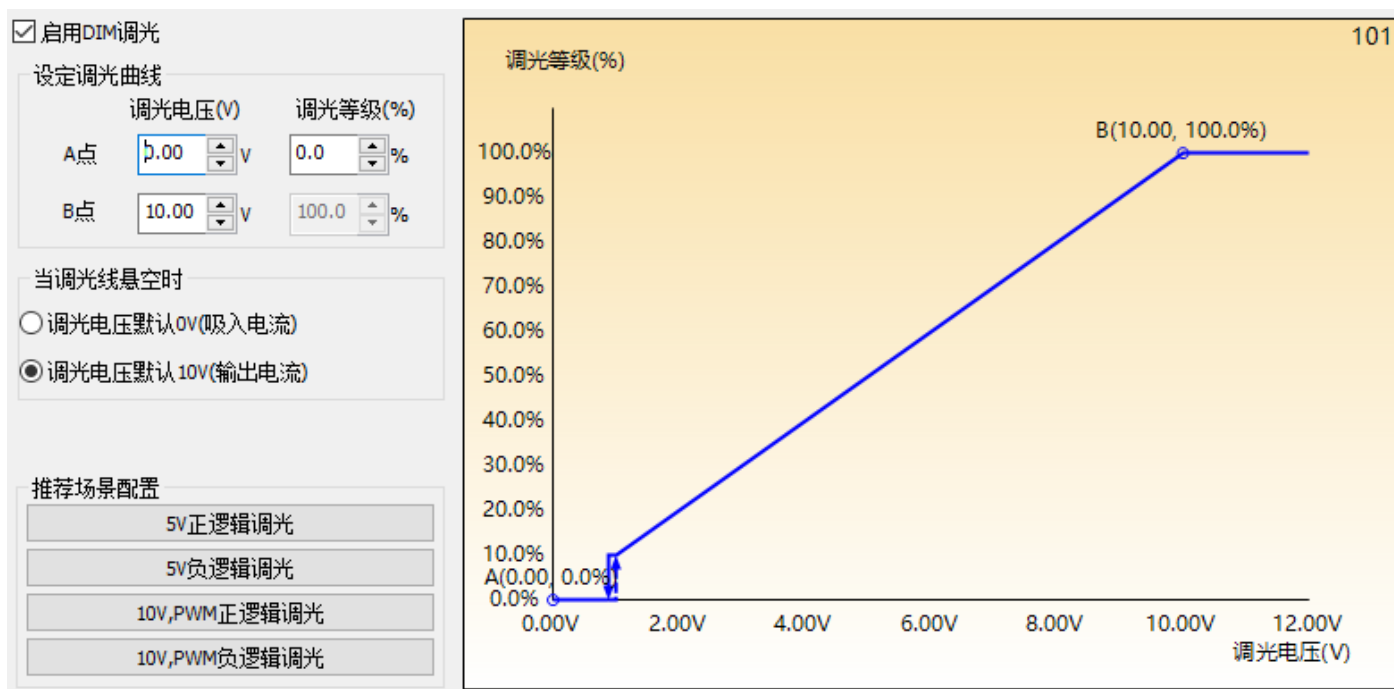 启用DIM调光
设定调光曲线
调光电压(V) 调光等级(%)
A点 0.00 V 0.0 %
B点 10.00 V 100.0 %
当调光线悬空时
调光电压默认0V(吸入电流)
调光电压默认10V(输出电流)
推荐场景配置
5V正逻辑调光
5V负逻辑调光
10V,PWM正逻辑调光
10V,PWM负逻辑调光
101
调光等级(%)
B(10.00, 100.0%)
100.0%
90.0%
80.0%
70.0%
60.0%
50.0%
40.0%
30.0%
20.0%
10.0%
A(0.00, 0.0%)
0.0%
0.00V 2.00V 4.00V 6.00V 8.00V 10.00V 12.00V
调光电压(V)